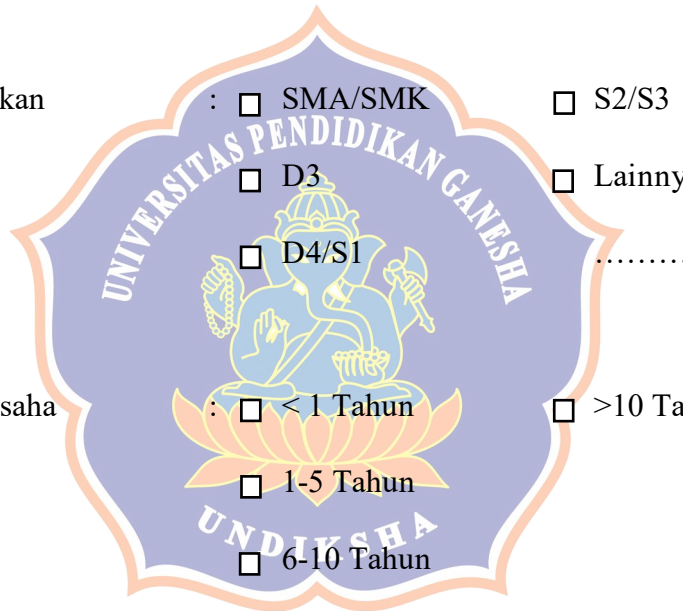 kan : ☐ SMA/SMK ☐ S2/S3
UNIVERSITAS PENDIDIKAN GANESHA
☐ D3 ☐ Lainny
☐ D4/S1 ...........
saha : ☐ < 1 Tahun ☐ >10 Ta
☐ 1-5 Tahun
UNDIKSHA
☐ 6-10 Tahun